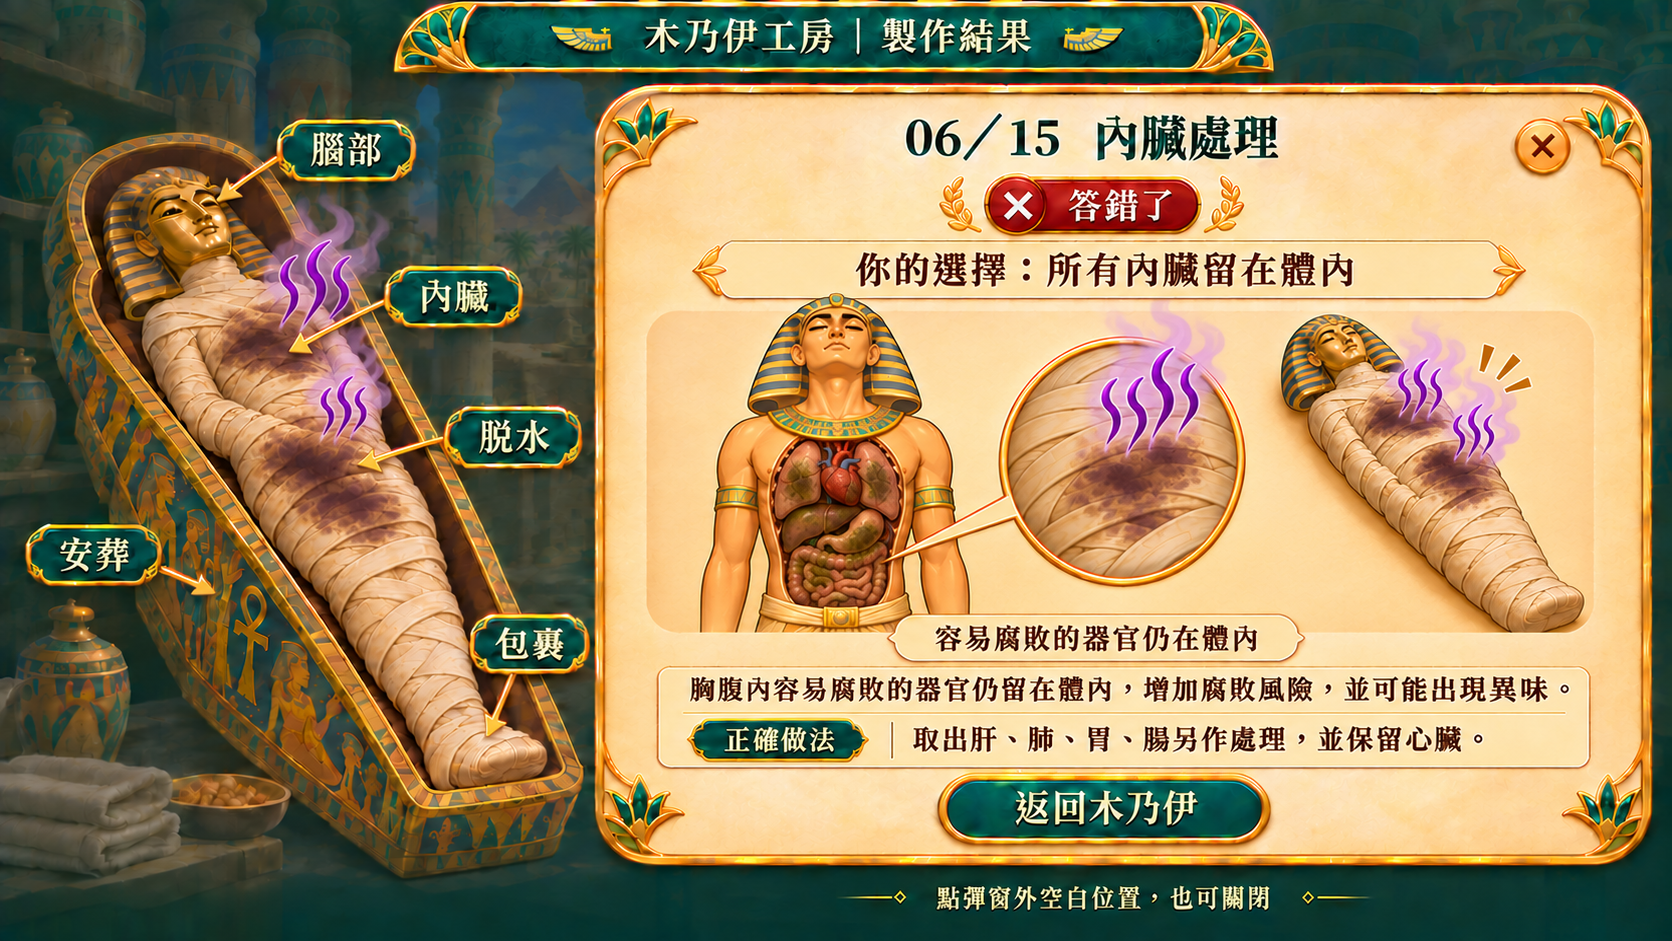 木乃伊工房｜製作結果
腦部
內臟
脫水
安葬
包裹
06／15 內臟處理
答錯了
你的選擇：所有內臟留在體內
容易腐敗的器官仍在體內
胸腹內容易腐敗的器官仍留在體內，增加腐敗風險，並可能出現異味。
正確做法
取出肝、肺、胃、腸另作處理，並保留心臟。
返回木乃伊
點彈窗外空白位置，也可關閉